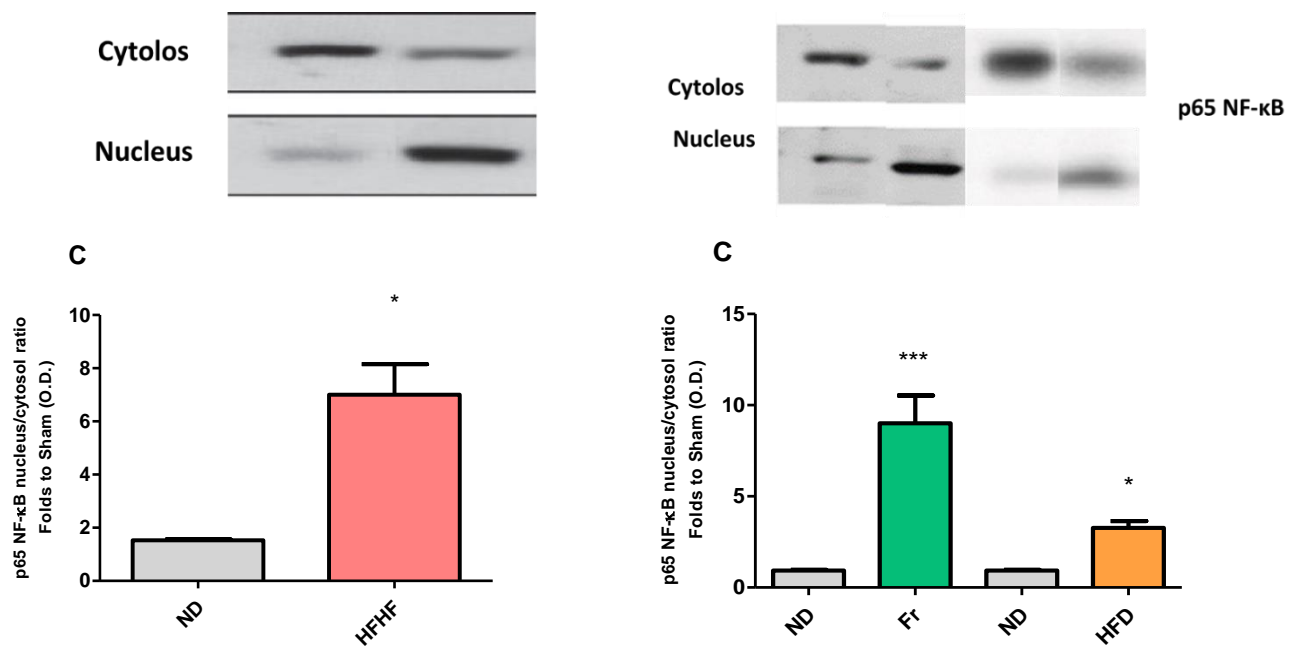 Cytolos
Nucleus
Cytolos
Nucleus
p65 NF-κB
C
p65 NF-κB nucleus/cytosol ratio
Folds to Sham (O.D.)
10
8
6
4
2
0
*
ND
HFHF
C
p65 NF-κB nucleus/cytosol ratio
Folds to Sham (O.D.)
15
10
5
0
***
*
ND
Fr
ND
HFD